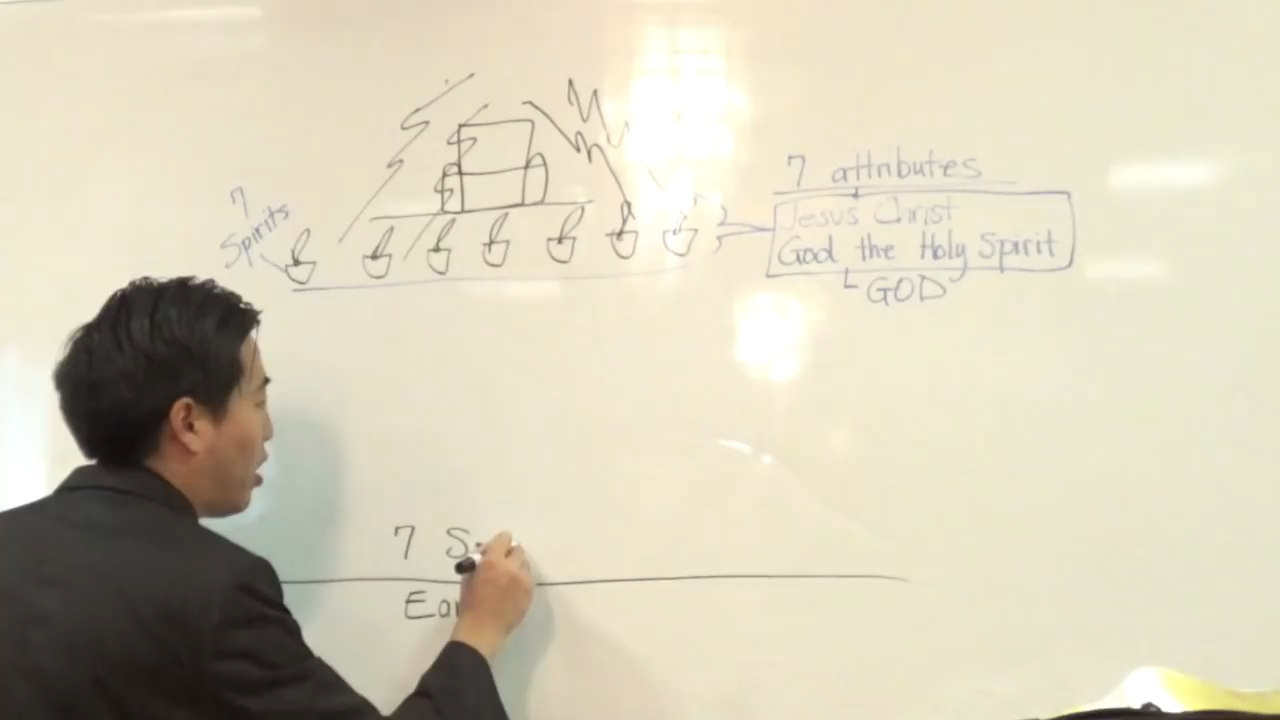 7 attributes
7
Spirits
Jesus Christ
God the Holy Spirit
GOD
7